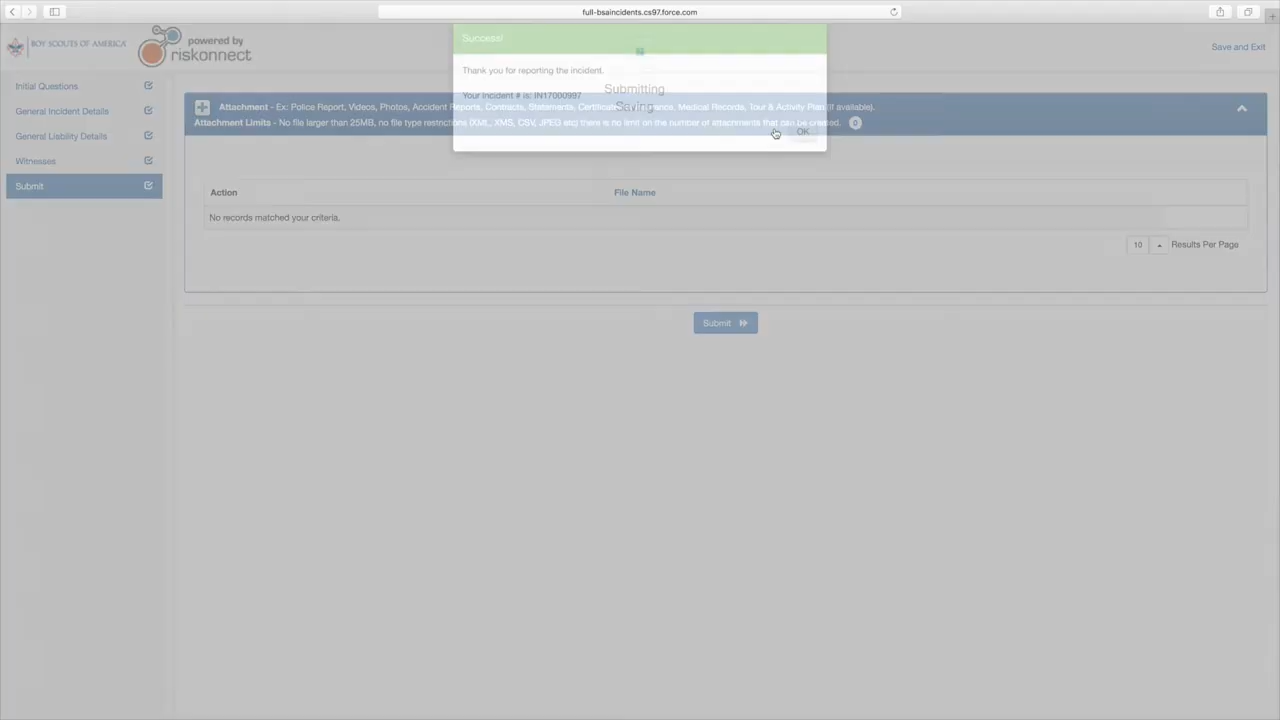 full-bsaincidents.cs97.force.com
BOY SCOUTS OF AMERICA
powered by
riskonnect
Save and Exit
Initial Questions
General Incident Details
General Liability Details
Witnesses
Submit
Success!
Thank you for reporting the incident.
Your Incident # is: IN17000997
Submitting
Saving
OK
Attachment - Ex: Police Report, Videos, Photos, Accident Reports, Contracts, Statements, Certificate Medical Records, Tour & Activity Plan (if available).
Attachment Limits - No file larger than 25MB, no file type restrictions (XML, XMS, CSV, JPEG etc) there is no limit on the number of attachments that can be created. 0
Action File Name
No records matched your criteria.
10 Results Per Page
Submit